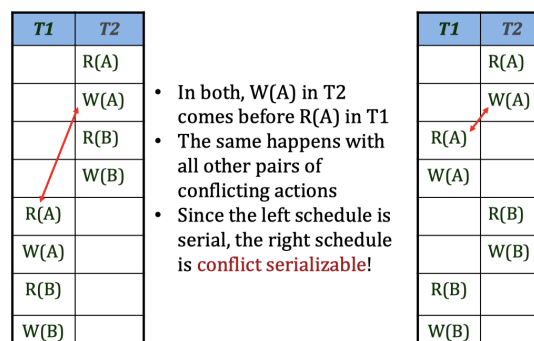 T1 T2
R(A)
W(A)
R(B)
W(B)
R(A)
W(A)
R(B)
W(B)
• In both, W(A) in T2
comes before R(A) in T1
• The same happens with
all other pairs of
conflicting actions
• Since the left schedule is
serial, the right schedule
is conflict serializable!
T1 T2
R(A)
W(A)
R(A)
W(A)
R(B)
W(B)
R(B)
W(B)